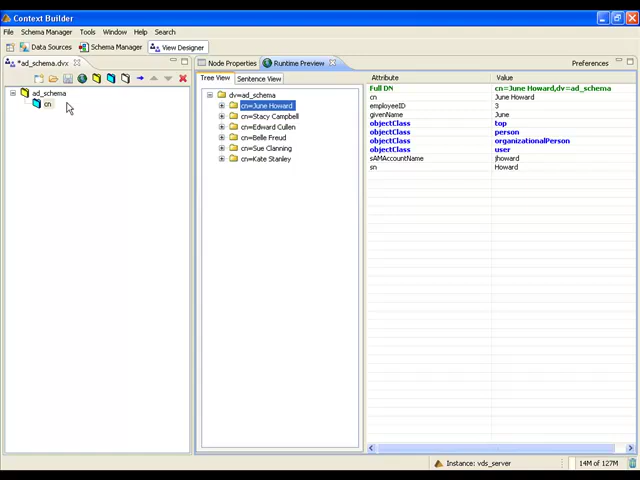 Context Builder
File Schema Manager Tools Window Help Search
Data Sources Schema Manager View Designer
*ad_schema.dvx Node Properties Runtime Preview Preferences
Tree View Sentence View
Attribute Value
ad_schema
cn
dv=ad_schema
cn=June Howard
cn=Stacy Campbell
cn=Edward Cullen
cn=Belle Freud
cn=Sue Clanning
cn=Kate Stanley
Full DN cn=June Howard,dv=ad_schema
cn June Howard
employeeID 3
givenName June
objectClass top
objectClass person
objectClass organizationalPerson
objectClass user
sAMAccountName jhoward
sn Howard
Instance: vds_server 14M of 127M